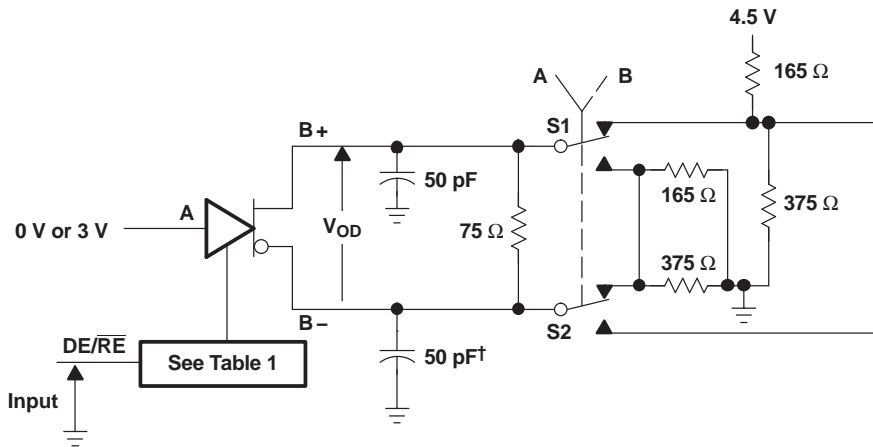 4.5 V
165 Ω
A
B
B+
S1
50 pF
165 Ω
A
V_OD
0 V or 3 V
75 Ω
375 Ω
375 Ω
B−
S2
DE/R̅E̅
See Table 1
50 pF†
Input